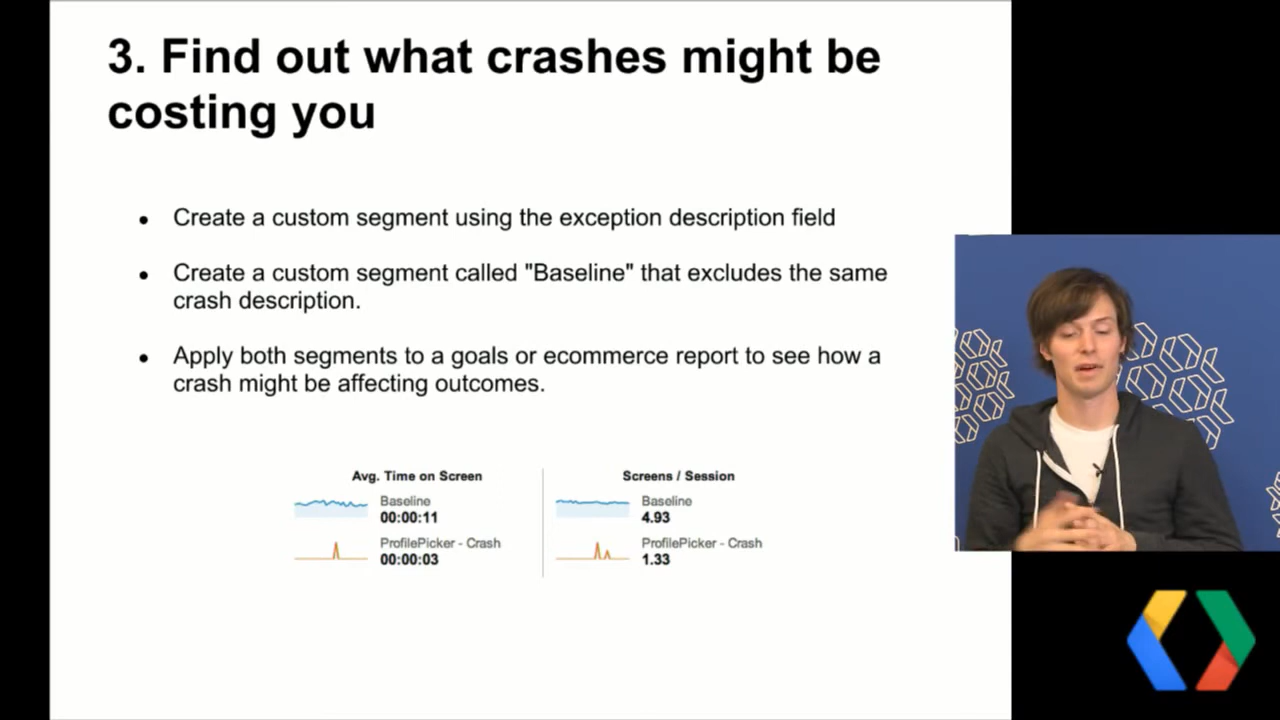 3. Find out what crashes might be
costing you
● Create a custom segment using the exception description field
● Create a custom segment called "Baseline" that excludes the same
crash description.
● Apply both segments to a goals or ecommerce report to see how a
crash might be affecting outcomes.
Avg. Time on Screen
Baseline
00:00:11
ProfilePicker - Crash
00:00:03
Screens / Session
Baseline
4.93
ProfilePicker - Crash
1.33